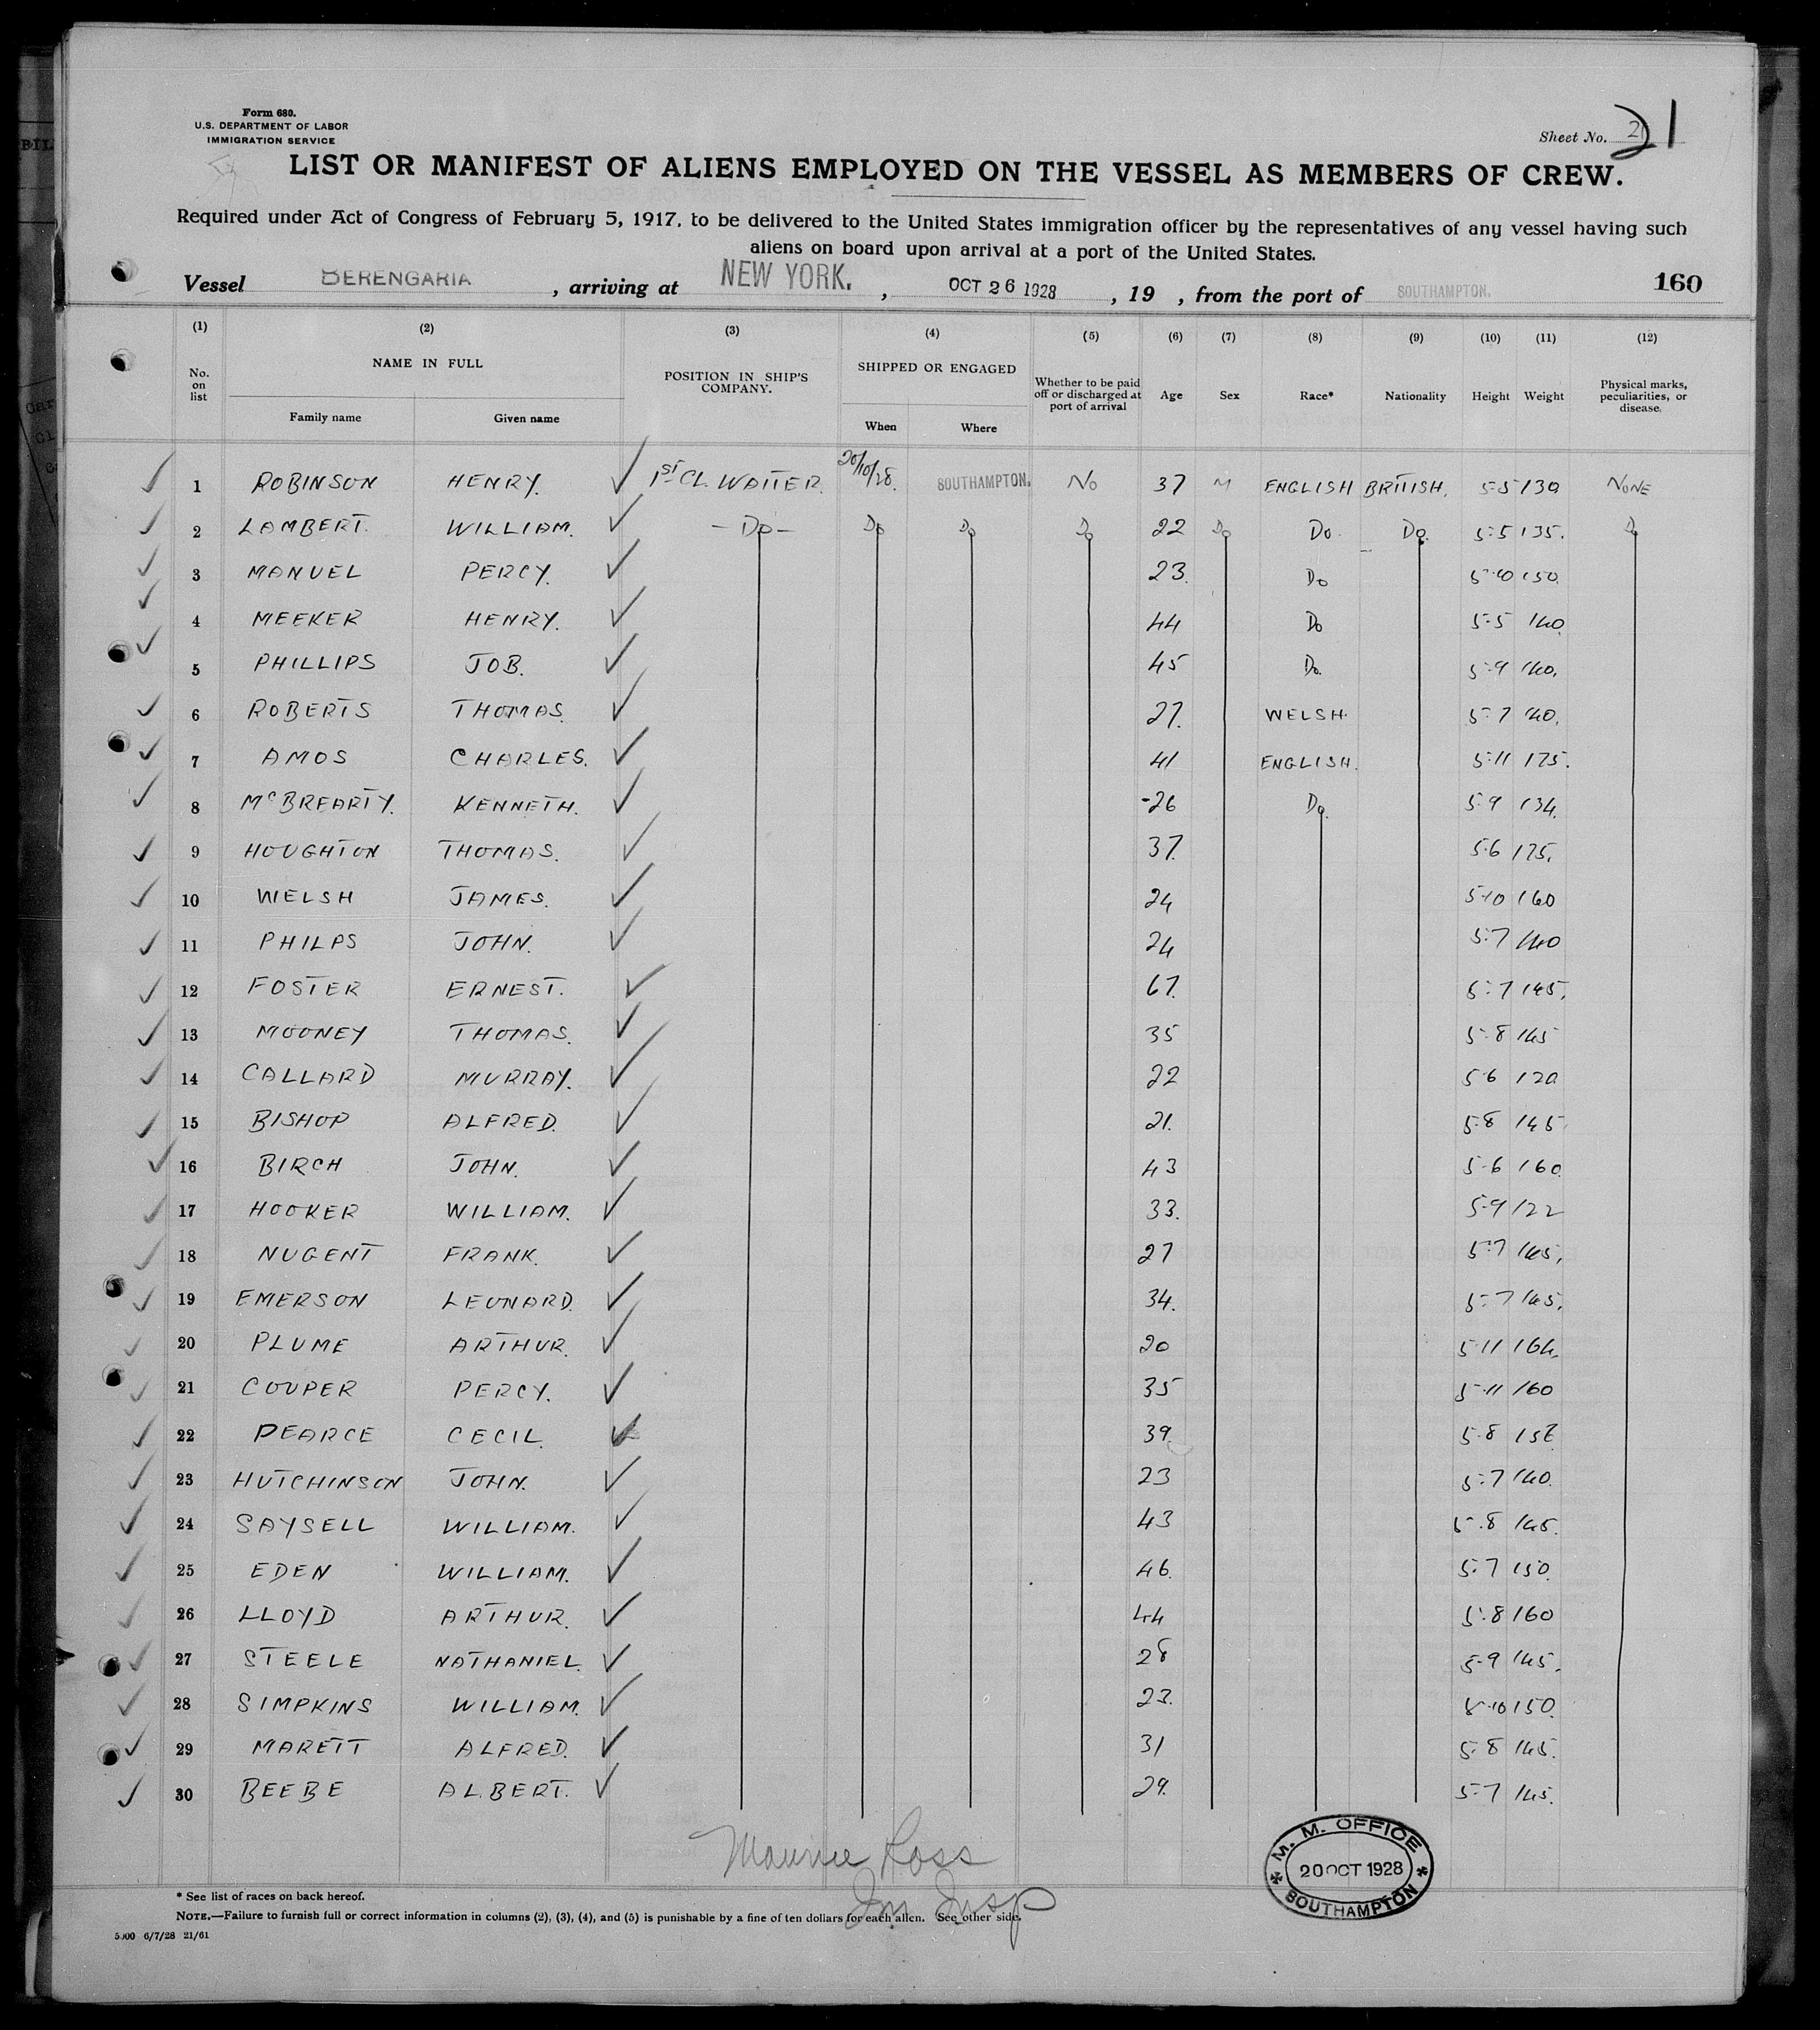 Form 680.
U.S. DEPARTMENT OF LABOR
IMMIGRATION SERVICE
Sheet No. 21
LIST OR MANIFEST OF ALIENS EMPLOYED ON THE VESSEL AS MEMBERS OF CREW.
Required under Act of Congress of February 5, 1917, to be delivered to the United States immigration officer by the representatives of any vessel having such
aliens on board upon arrival at a port of the United States.
Vessel BERENGARIA, arriving at NEW YORK., OCT 26 1928, 19 , from the port of SOUTHAMPTON. 160
(1) (2) (3) (4) (5) (6) (7) (8) (9) (10) (11) (12)
No. on list NAME IN FULL Family name Given name POSITION IN SHIP'S COMPANY. SHIPPED OR ENGAGED When Where Whether to be paid off or discharged at port of arrival Age Sex Race* Nationality Height Weight Physical marks, peculiarities, or disease.
1 ROBINSON HENRY. 1ST CL. WAITER. 20/10/28. SOUTHAMPTON. No 37 M ENGLISH BRITISH. 5-5 130 NONE
2 LAMBERT. WILLIAM. - Do - Do Do Do 22 Do Do. Do. 5-5 135. Do
3 MANUEL PERCY. 23. Do 5-10 150.
4 MEEKER HENRY. 44 Do 5-5 140.
5 PHILLIPS JOB. 45 Do. 5-9 140.
6 ROBERTS THOMAS. 27. WELSH. 5-7 140.
7 AMOS CHARLES. 41 ENGLISH. 5-11 175.
8 McBREARTY. KENNETH. -26 Do. 5-9 134.
9 HOUGHTON THOMAS. 37. 5-6 175.
10 WELSH JAMES. 24 5-10 160
11 PHILPS JOHN. 24 5-7 140
12 FOSTER ERNEST. 67. 5-7 145.
13 MOONEY THOMAS. 35 5-8 145
14 CALLARD MURRAY. 22 5-6 120
15 BISHOP ALFRED. 21. 5-8 145
16 BIRCH JOHN. 43 5-6 160.
17 HOOKER WILLIAM. 33. 5-9 122
18 NUGENT FRANK. 27 5-7 145.
19 EMERSON LEONARD. 34. 5-7 145.
20 PLUME ARTHUR. 20 5-11 164.
21 COUPER PERCY. 35 5-11 160
22 PEARCE CECIL. 39. 5-8
23 HUTCHINSON JOHN. 23 5-7 140.
24 SAYSELL WILLIAM. 43 5-8 145.
25 EDEN WILLIAM. 46. 5-7 150.
26 LLOYD ARTHUR. 44 5-8 160
27 STEELE NATHANIEL. 28 5-9 145.
28 SIMPKINS WILLIAM. 23. 5-10 150.
29 MARETT ALFRED. 31 5-8 145.
30 BEEBE ALBERT. 29. 5-7 145.
Maurice Ross
Im Insp
M. M. OFFICE
20 OCT 1928
SOUTHAMPTON
* See list of races on back hereof.
NOTE.—Failure to furnish full or correct information in columns (2), (3), (4), and (5) is punishable by a fine of ten dollars for each alien. See other side.
5000 6/7/28 21/61